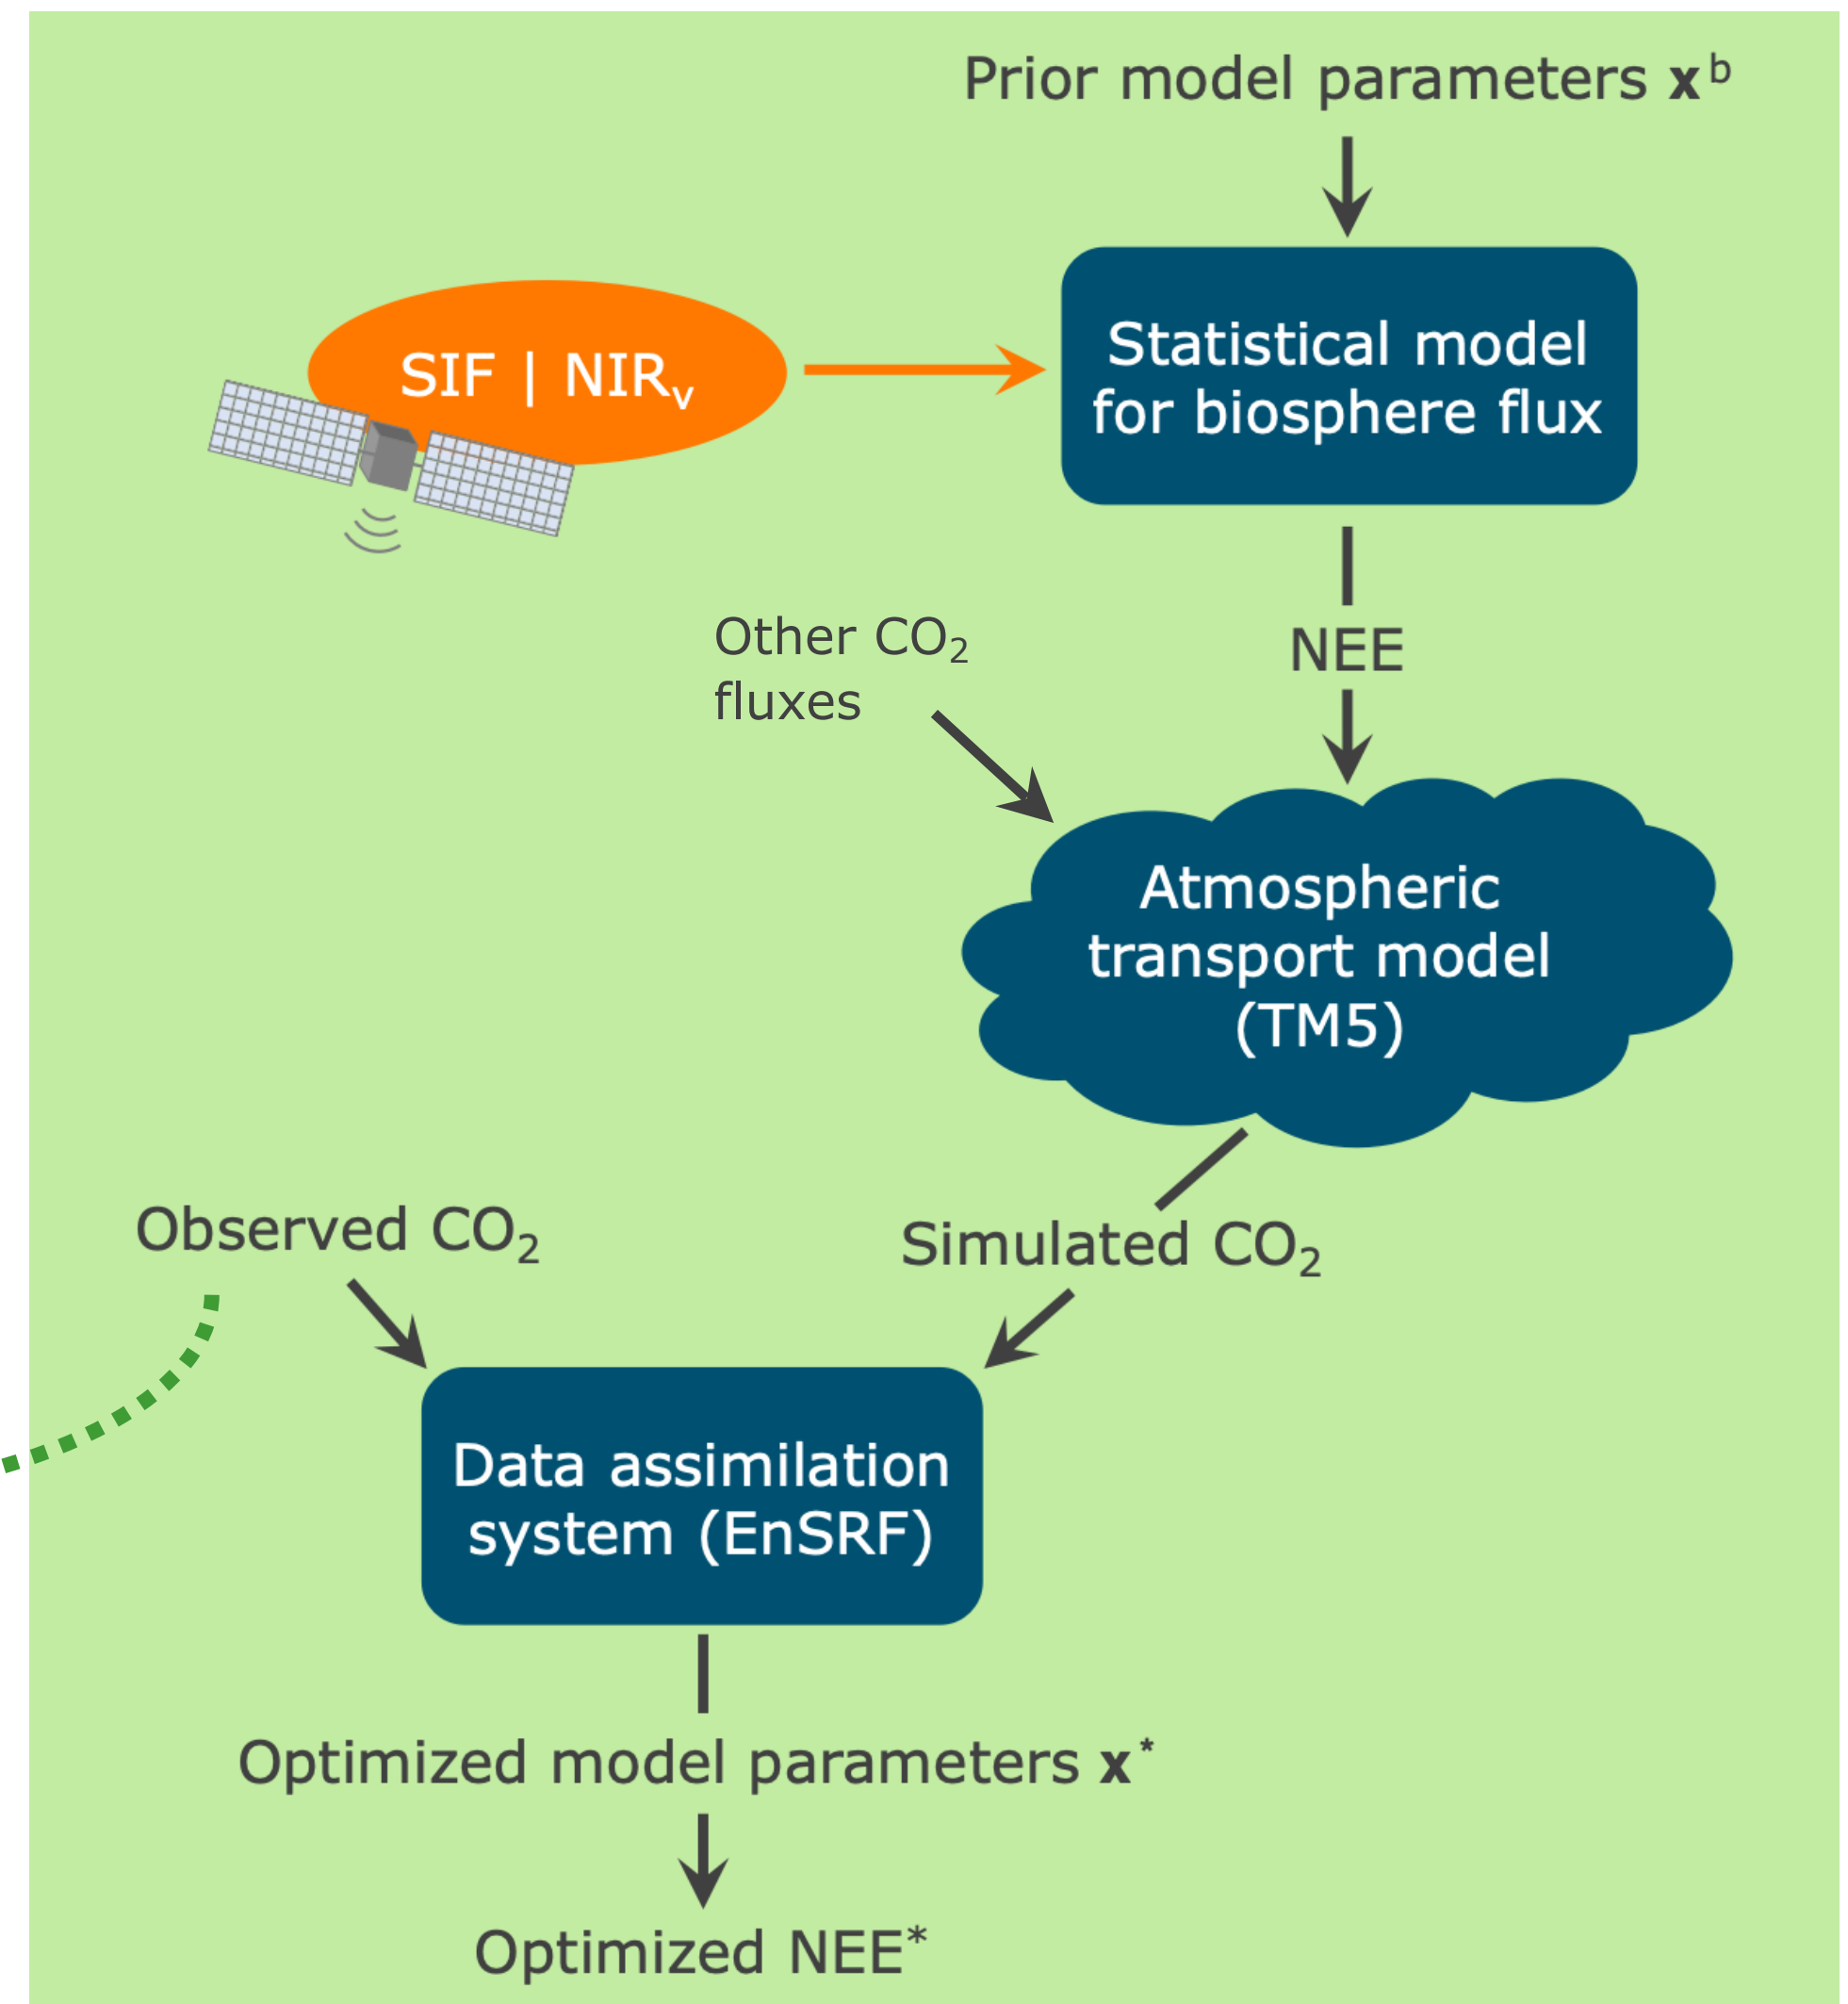 Prior model parameters x^b
SIF | NIR_v
Statistical model
for biosphere flux
Other CO₂
fluxes
NEE
Atmospheric
transport model
(TM5)
Observed CO₂
Simulated CO₂
Data assimilation
system (EnSRF)
Optimized model parameters x*
Optimized NEE*